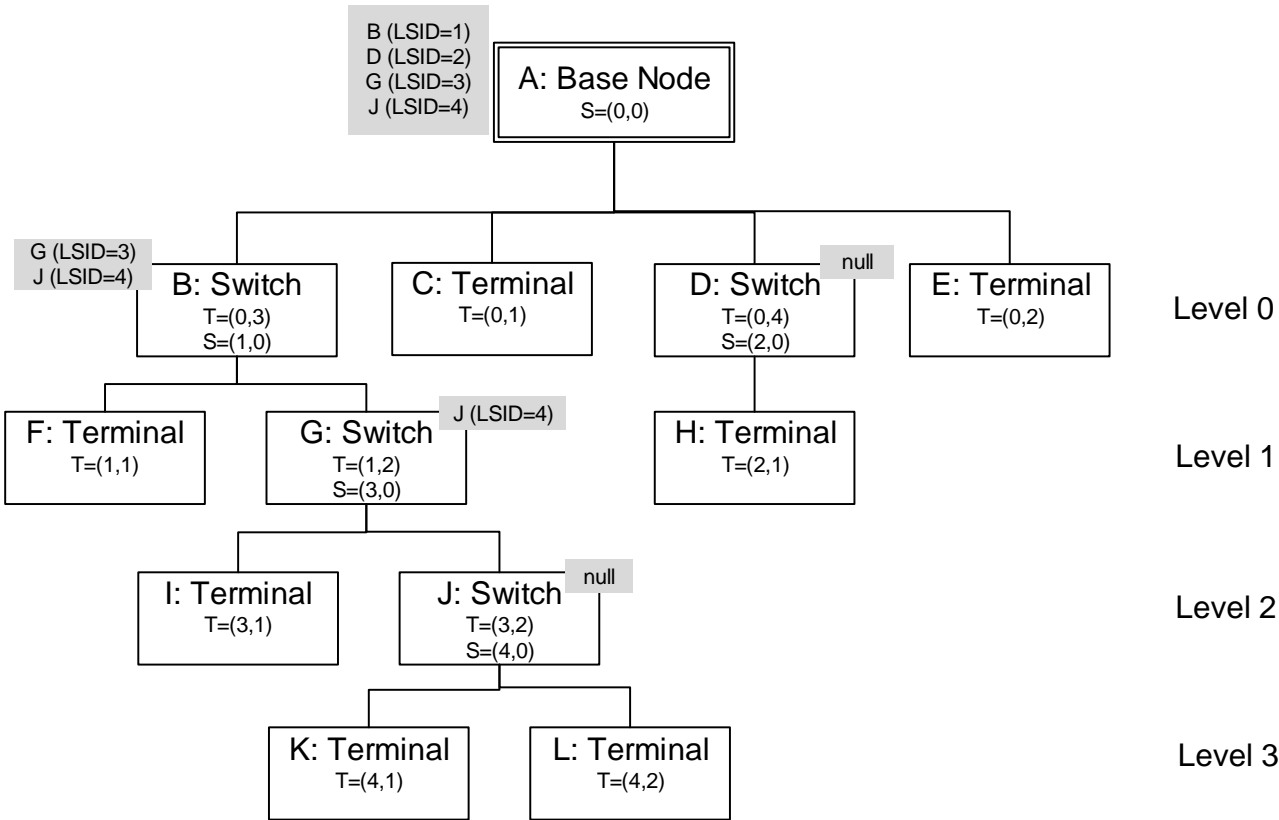 B (LSID=1)
D (LSID=2)
G (LSID=3)
J (LSID=4)
A: Base Node
S=(0,0)
G (LSID=3)
J (LSID=4)
B: Switch
T=(0,3)
S=(1,0)
C: Terminal
T=(0,1)
null
D: Switch
T=(0,4)
S=(2,0)
E: Terminal
T=(0,2)
Level 0
F: Terminal
T=(1,1)
J (LSID=4)
G: Switch
T=(1,2)
S=(3,0)
H: Terminal
T=(2,1)
Level 1
I: Terminal
T=(3,1)
null
J: Switch
T=(3,2)
S=(4,0)
Level 2
K: Terminal
T=(4,1)
L: Terminal
T=(4,2)
Level 3